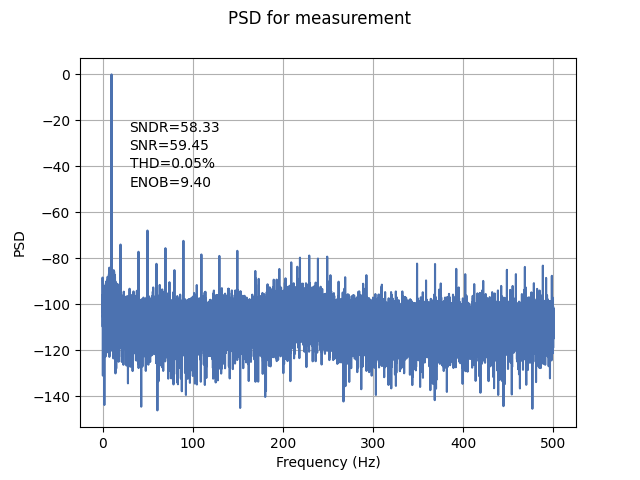 PSD for measurement
0
−20
−40
−60
−80
−100
−120
−140
PSD
SNDR=58.33
SNR=59.45
THD=0.05%
ENOB=9.40
0 100 200 300 400 500
Frequency (Hz)